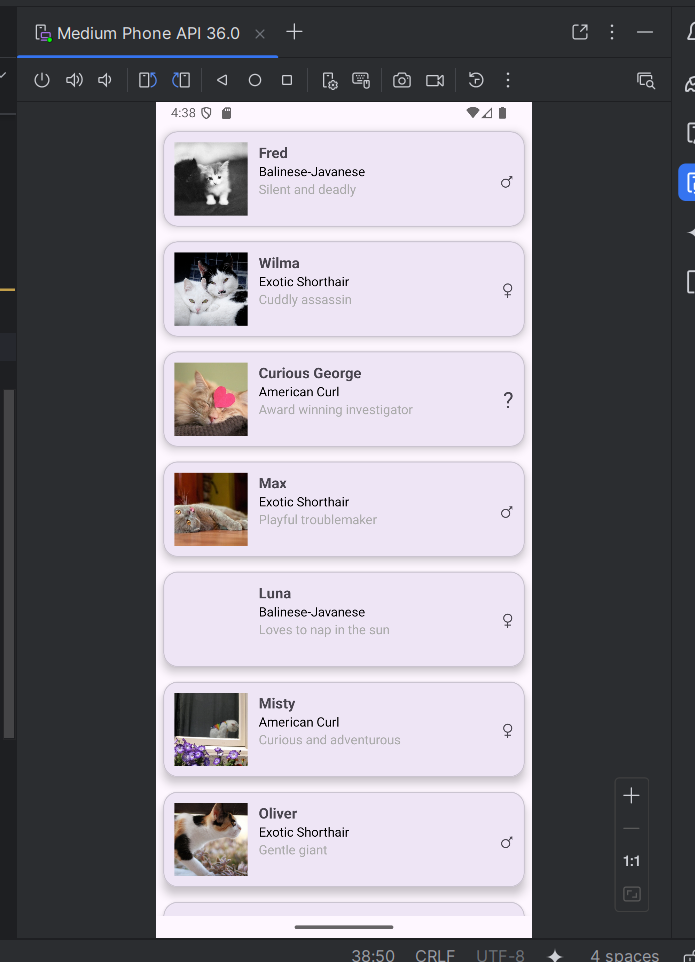 Medium Phone API 36.0
4:38
Fred
Balinese-Javanese
Silent and deadly
♂
Wilma
Exotic Shorthair
Cuddly assassin
♀
Curious George
American Curl
Award winning investigator
?
Max
Exotic Shorthair
Playful troublemaker
♂
Luna
Balinese-Javanese
Loves to nap in the sun
♀
Misty
American Curl
Curious and adventurous
♀
Oliver
Exotic Shorthair
Gentle giant
♂
1:1
38:50 CRLF UTF-8 4 spaces